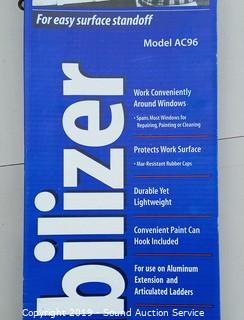 For easy surface standoff
Model AC96
bilizer
Work Conveniently
Around Windows
• Spans Most Windows for
Repairing, Painting or Cleaning
Protects Work Surface
• Mar-Resistant Rubber Caps
Durable Yet
Lightweight
Convenient Paint Can
Hook Included
For use on Aluminum
Extension and
Articulated Ladders
Copyright 2019 - Sound Auction Service